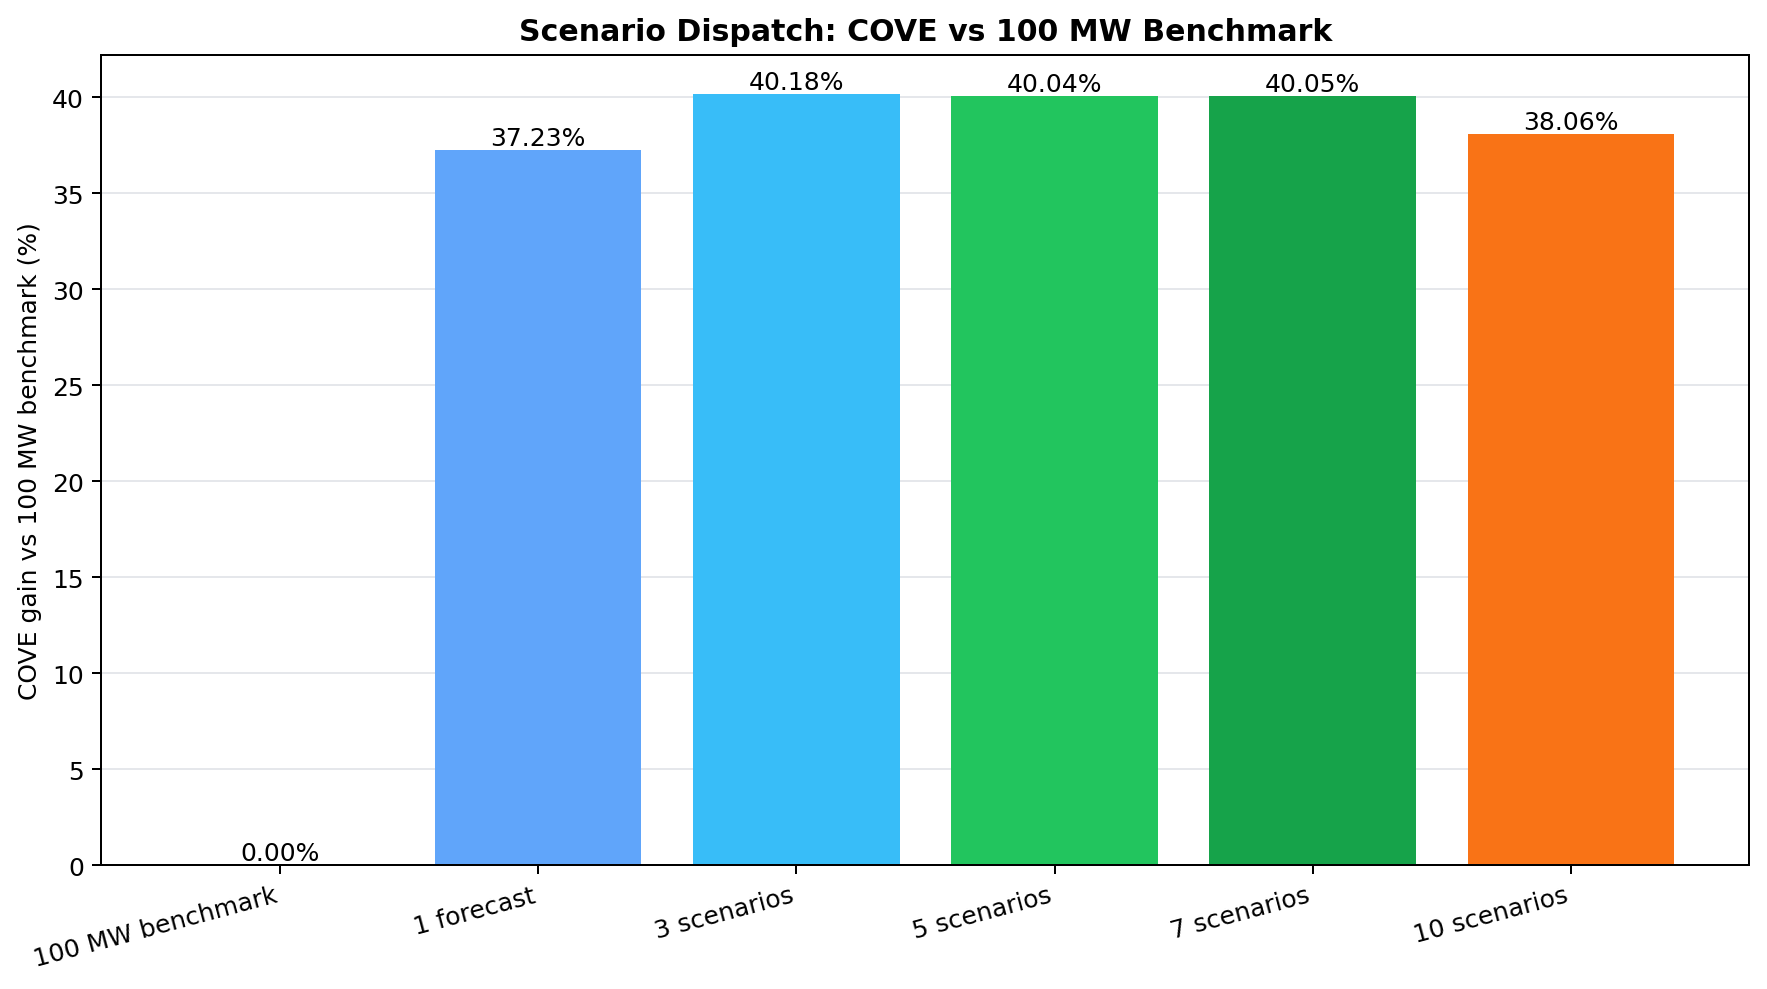 Scenario Dispatch: COVE vs 100 MW Benchmark
COVE gain vs 100 MW benchmark (%)
40
35
30
25
20
15
10
5
0
0.00%
37.23%
40.18%
40.04%
40.05%
38.06%
100 MW benchmark
1 forecast
3 scenarios
5 scenarios
7 scenarios
10 scenarios